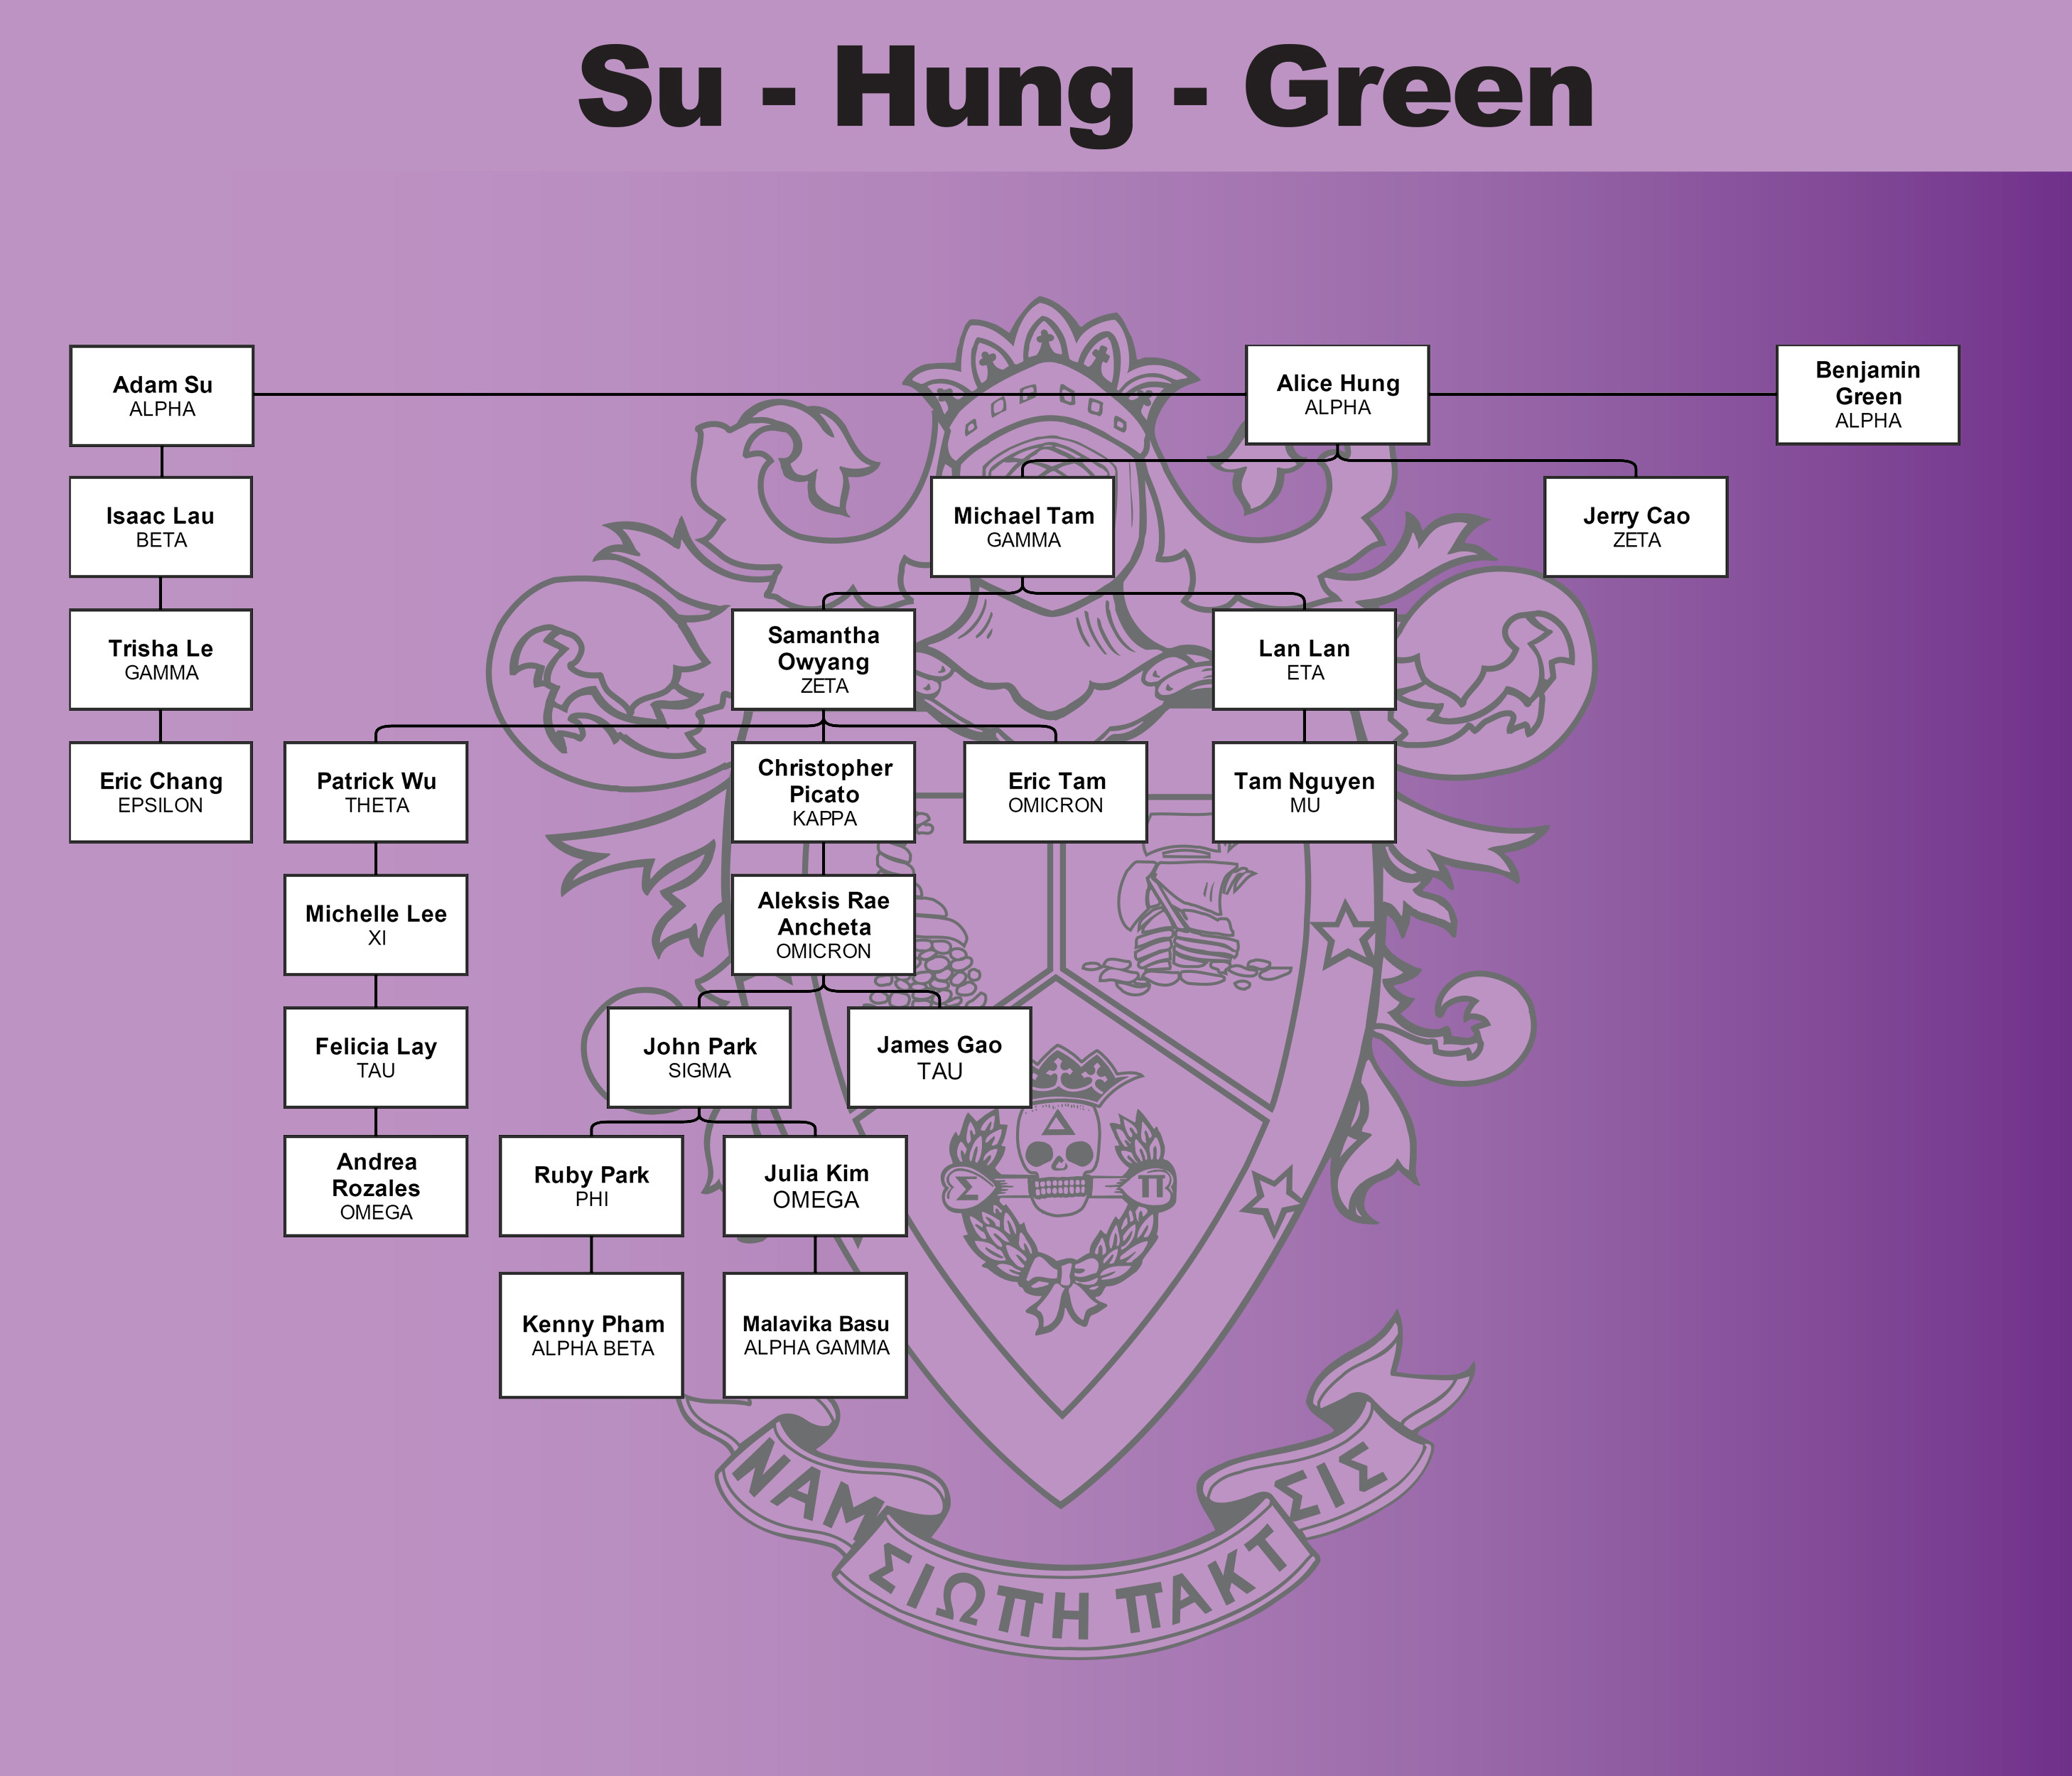 Su - Hung - Green
Adam Su
ALPHA
Alice Hung
ALPHA
Benjamin
Green
ALPHA
Isaac Lau
BETA
Michael Tam
GAMMA
Jerry Cao
ZETA
Trisha Le
GAMMA
Samantha
Owyang
ZETA
Lan Lan
ETA
Eric Chang
EPSILON
Patrick Wu
THETA
Christopher
Picato
KAPPA
Eric Tam
OMICRON
Tam Nguyen
MU
Michelle Lee
XI
Aleksis Rae
Ancheta
OMICRON
Felicia Lay
TAU
John Park
SIGMA
James Gao
TAU
Andrea
Rozales
OMEGA
Ruby Park
PHI
Julia Kim
OMEGA
Δ
Σ Π
Kenny Pham
ALPHA BETA
Malavika Basu
ALPHA GAMMA
ΝΑΜ ΣΙΩΠΗ ΠΑΚΤ ΣΙΣ